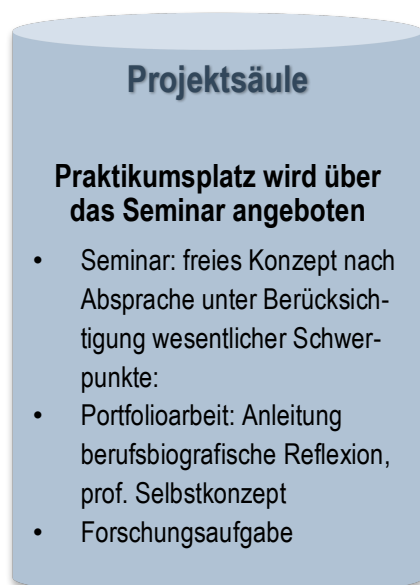 Projektsäule
Praktikumsplatz wird über
das Seminar angeboten
• Seminar: freies Konzept nach
Absprache unter Berücksich-
tigung wesentlicher Schwer-
punkte:
• Portfolioarbeit: Anleitung
berufsbiografische Reflexion,
prof. Selbstkonzept
• Forschungsaufgabe